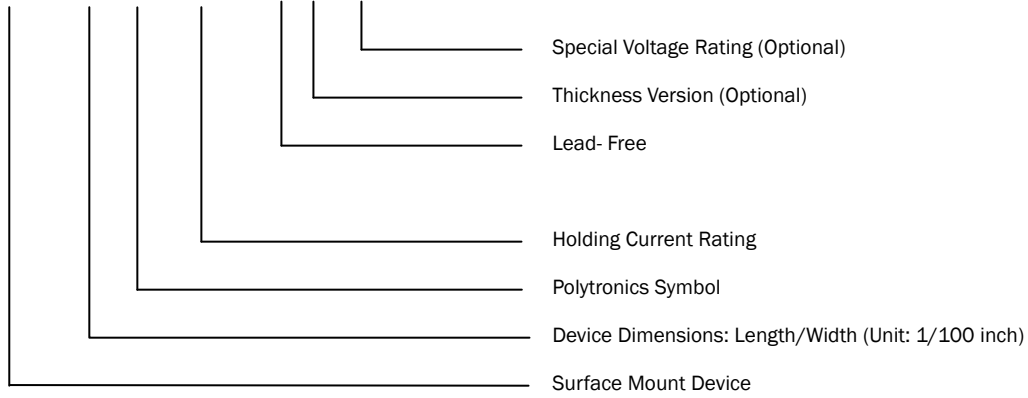 Special Voltage Rating (Optional)
Thickness Version (Optional)
Lead- Free
Holding Current Rating
Polytronics Symbol
Device Dimensions: Length/Width (Unit: 1/100 inch)
Surface Mount Device